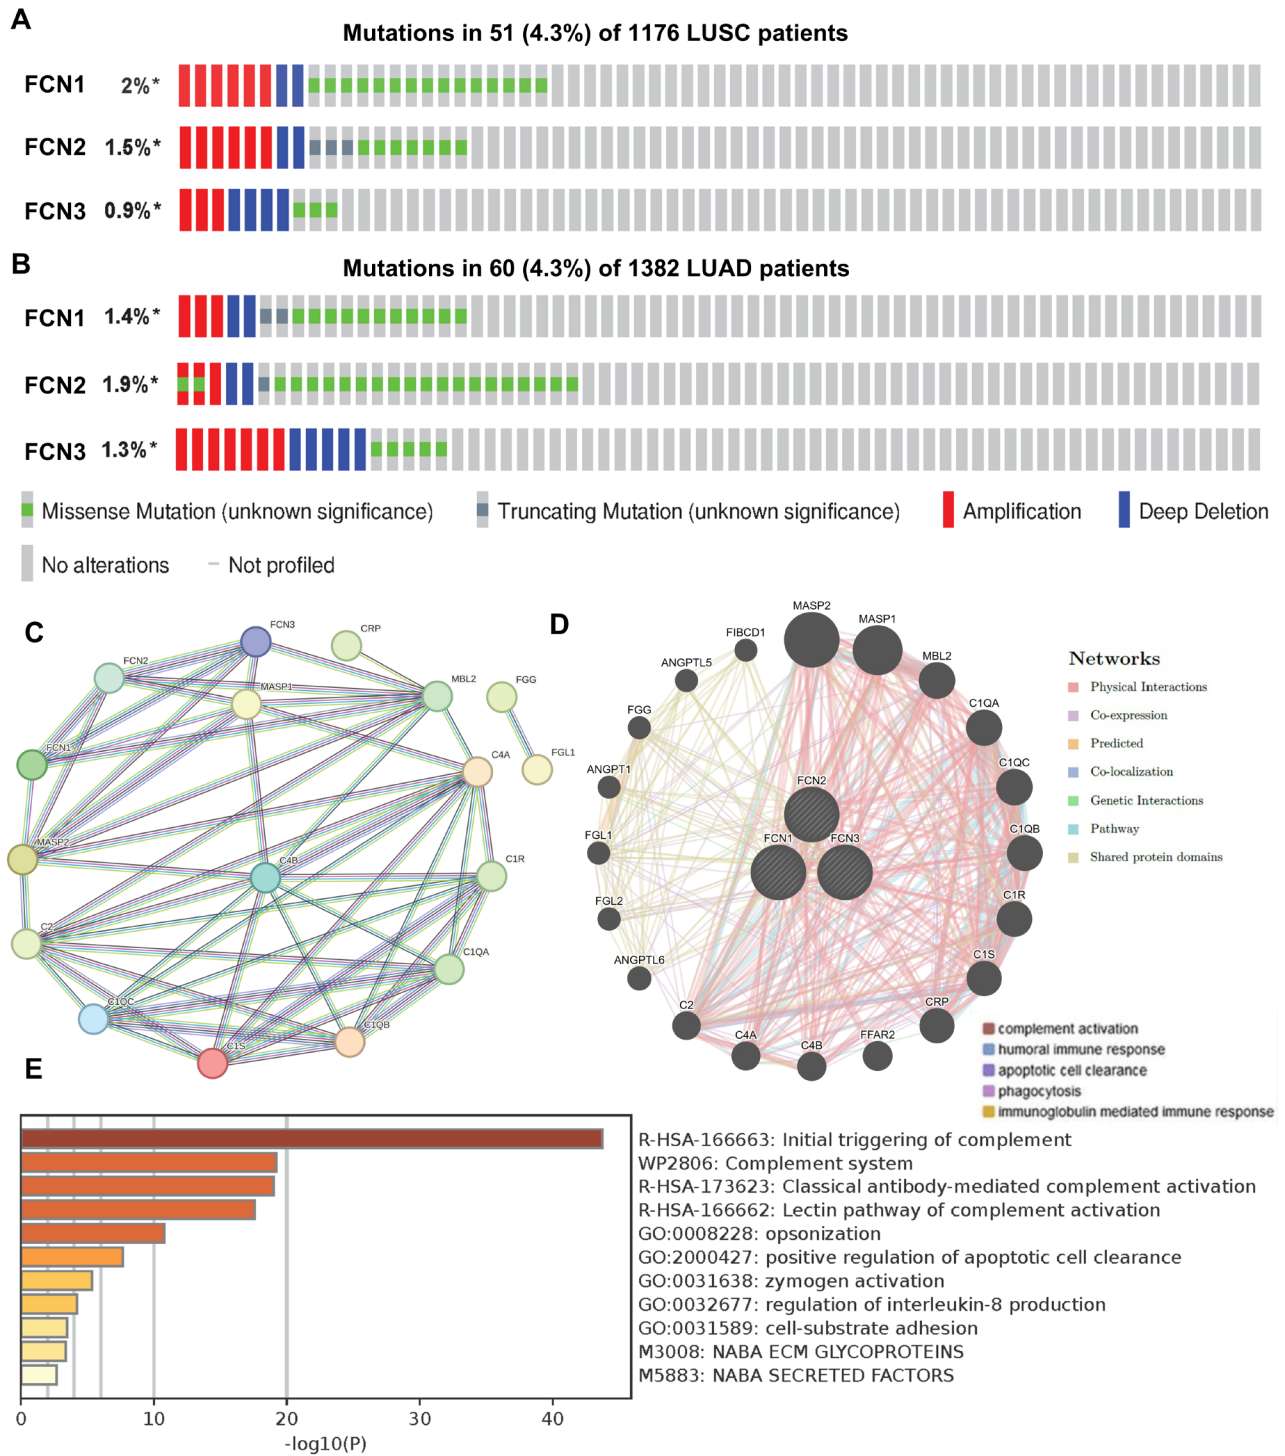 A
Mutations in 51 (4.3%) of 1176 LUSC patients
FCN1 2%*
FCN2 1.5%*
FCN3 0.9%*
B
Mutations in 60 (4.3%) of 1382 LUAD patients
FCN1 1.4%*
FCN2 1.9%*
FCN3 1.3%*
Missense Mutation (unknown significance) Truncating Mutation (unknown significance) Amplification Deep Deletion
No alterations Not profiled
C
FCN3
CRP
FCN2
MASP1
MBL2
FGG
FCN1
C4A
FGL1
MASP2
C4B
C1R
C2
C1QA
C1QC
C1QB
C1S
D
MASP2
MASP1
FIBCD1
MBL2
ANGPTL5
C1QA
FGG
C1QC
ANGPT1
FCN2
C1QB
FGL1
FCN1
FCN3
C1R
FGL2
C1S
ANGPTL6
CRP
C2
FFAR2
C4A
C4B
Networks
Physical Interactions
Co-expression
Predicted
Co-localization
Genetic Interactions
Pathway
Shared protein domains
complement activation
humoral immune response
apoptotic cell clearance
phagocytosis
immunoglobulin mediated immune response
E
R-HSA-166663: Initial triggering of complement
WP2806: Complement system
R-HSA-173623: Classical antibody-mediated complement activation
R-HSA-166662: Lectin pathway of complement activation
GO:0008228: opsonization
GO:2000427: positive regulation of apoptotic cell clearance
GO:0031638: zymogen activation
GO:0032677: regulation of interleukin-8 production
GO:0031589: cell-substrate adhesion
M3008: NABA ECM GLYCOPROTEINS
M5883: NABA SECRETED FACTORS
0 10 20 30 40
-log10(P)